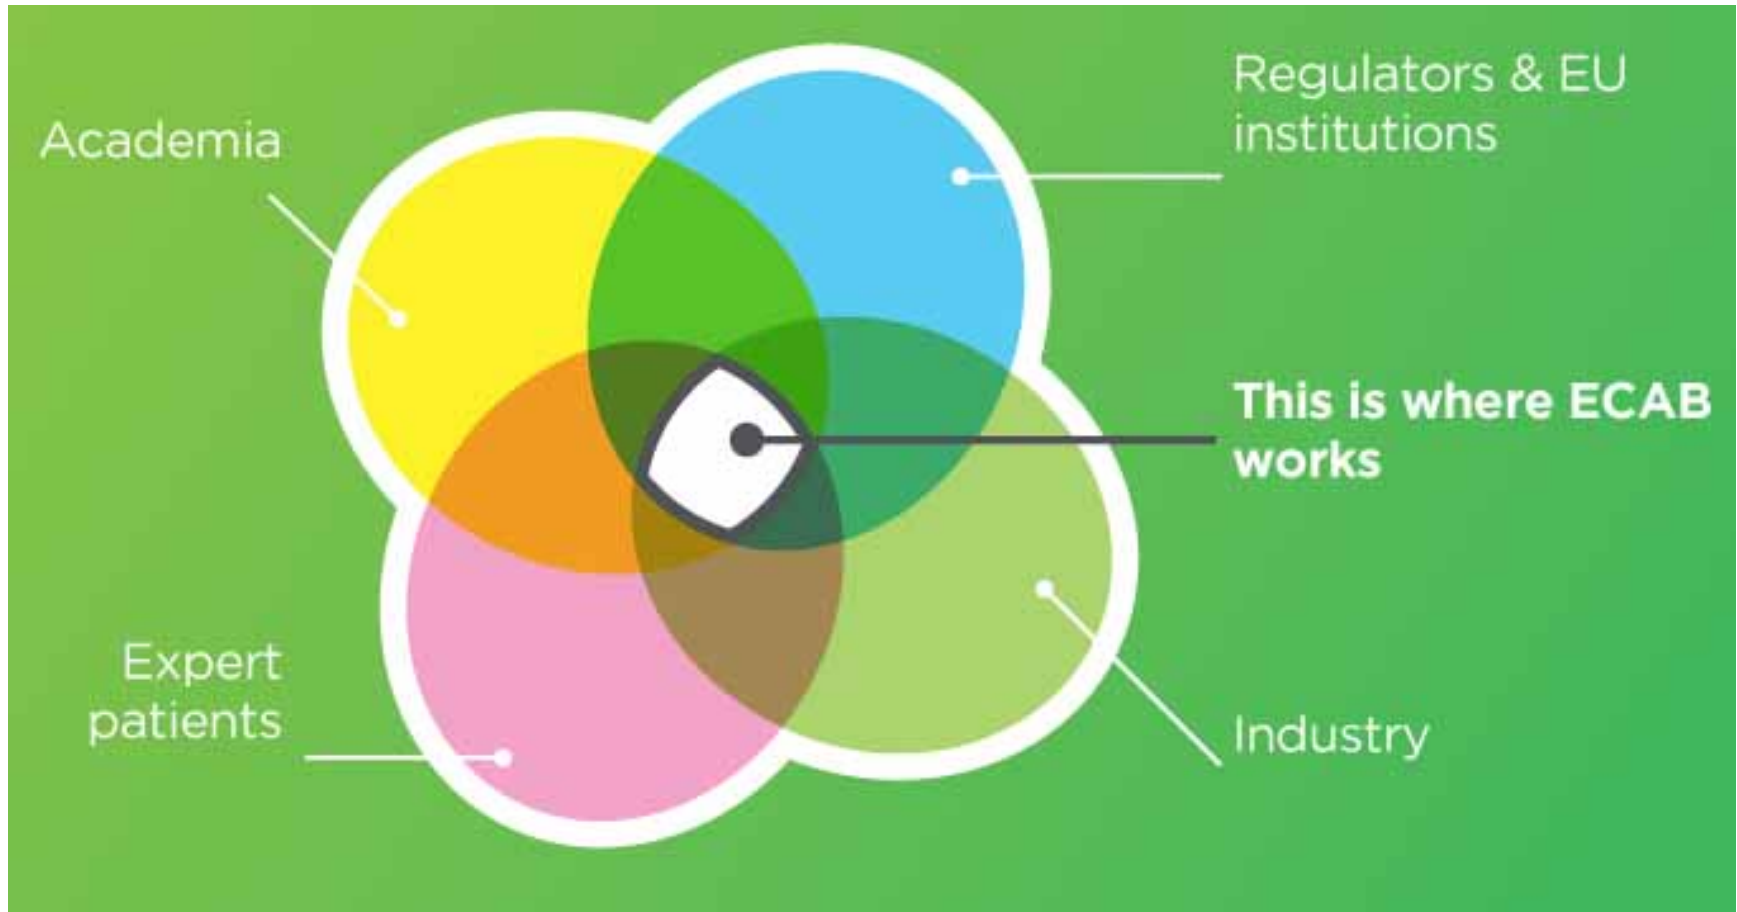 Academia
Regulators & EU
institutions
This is where ECAB
works
Expert
patients
Industry